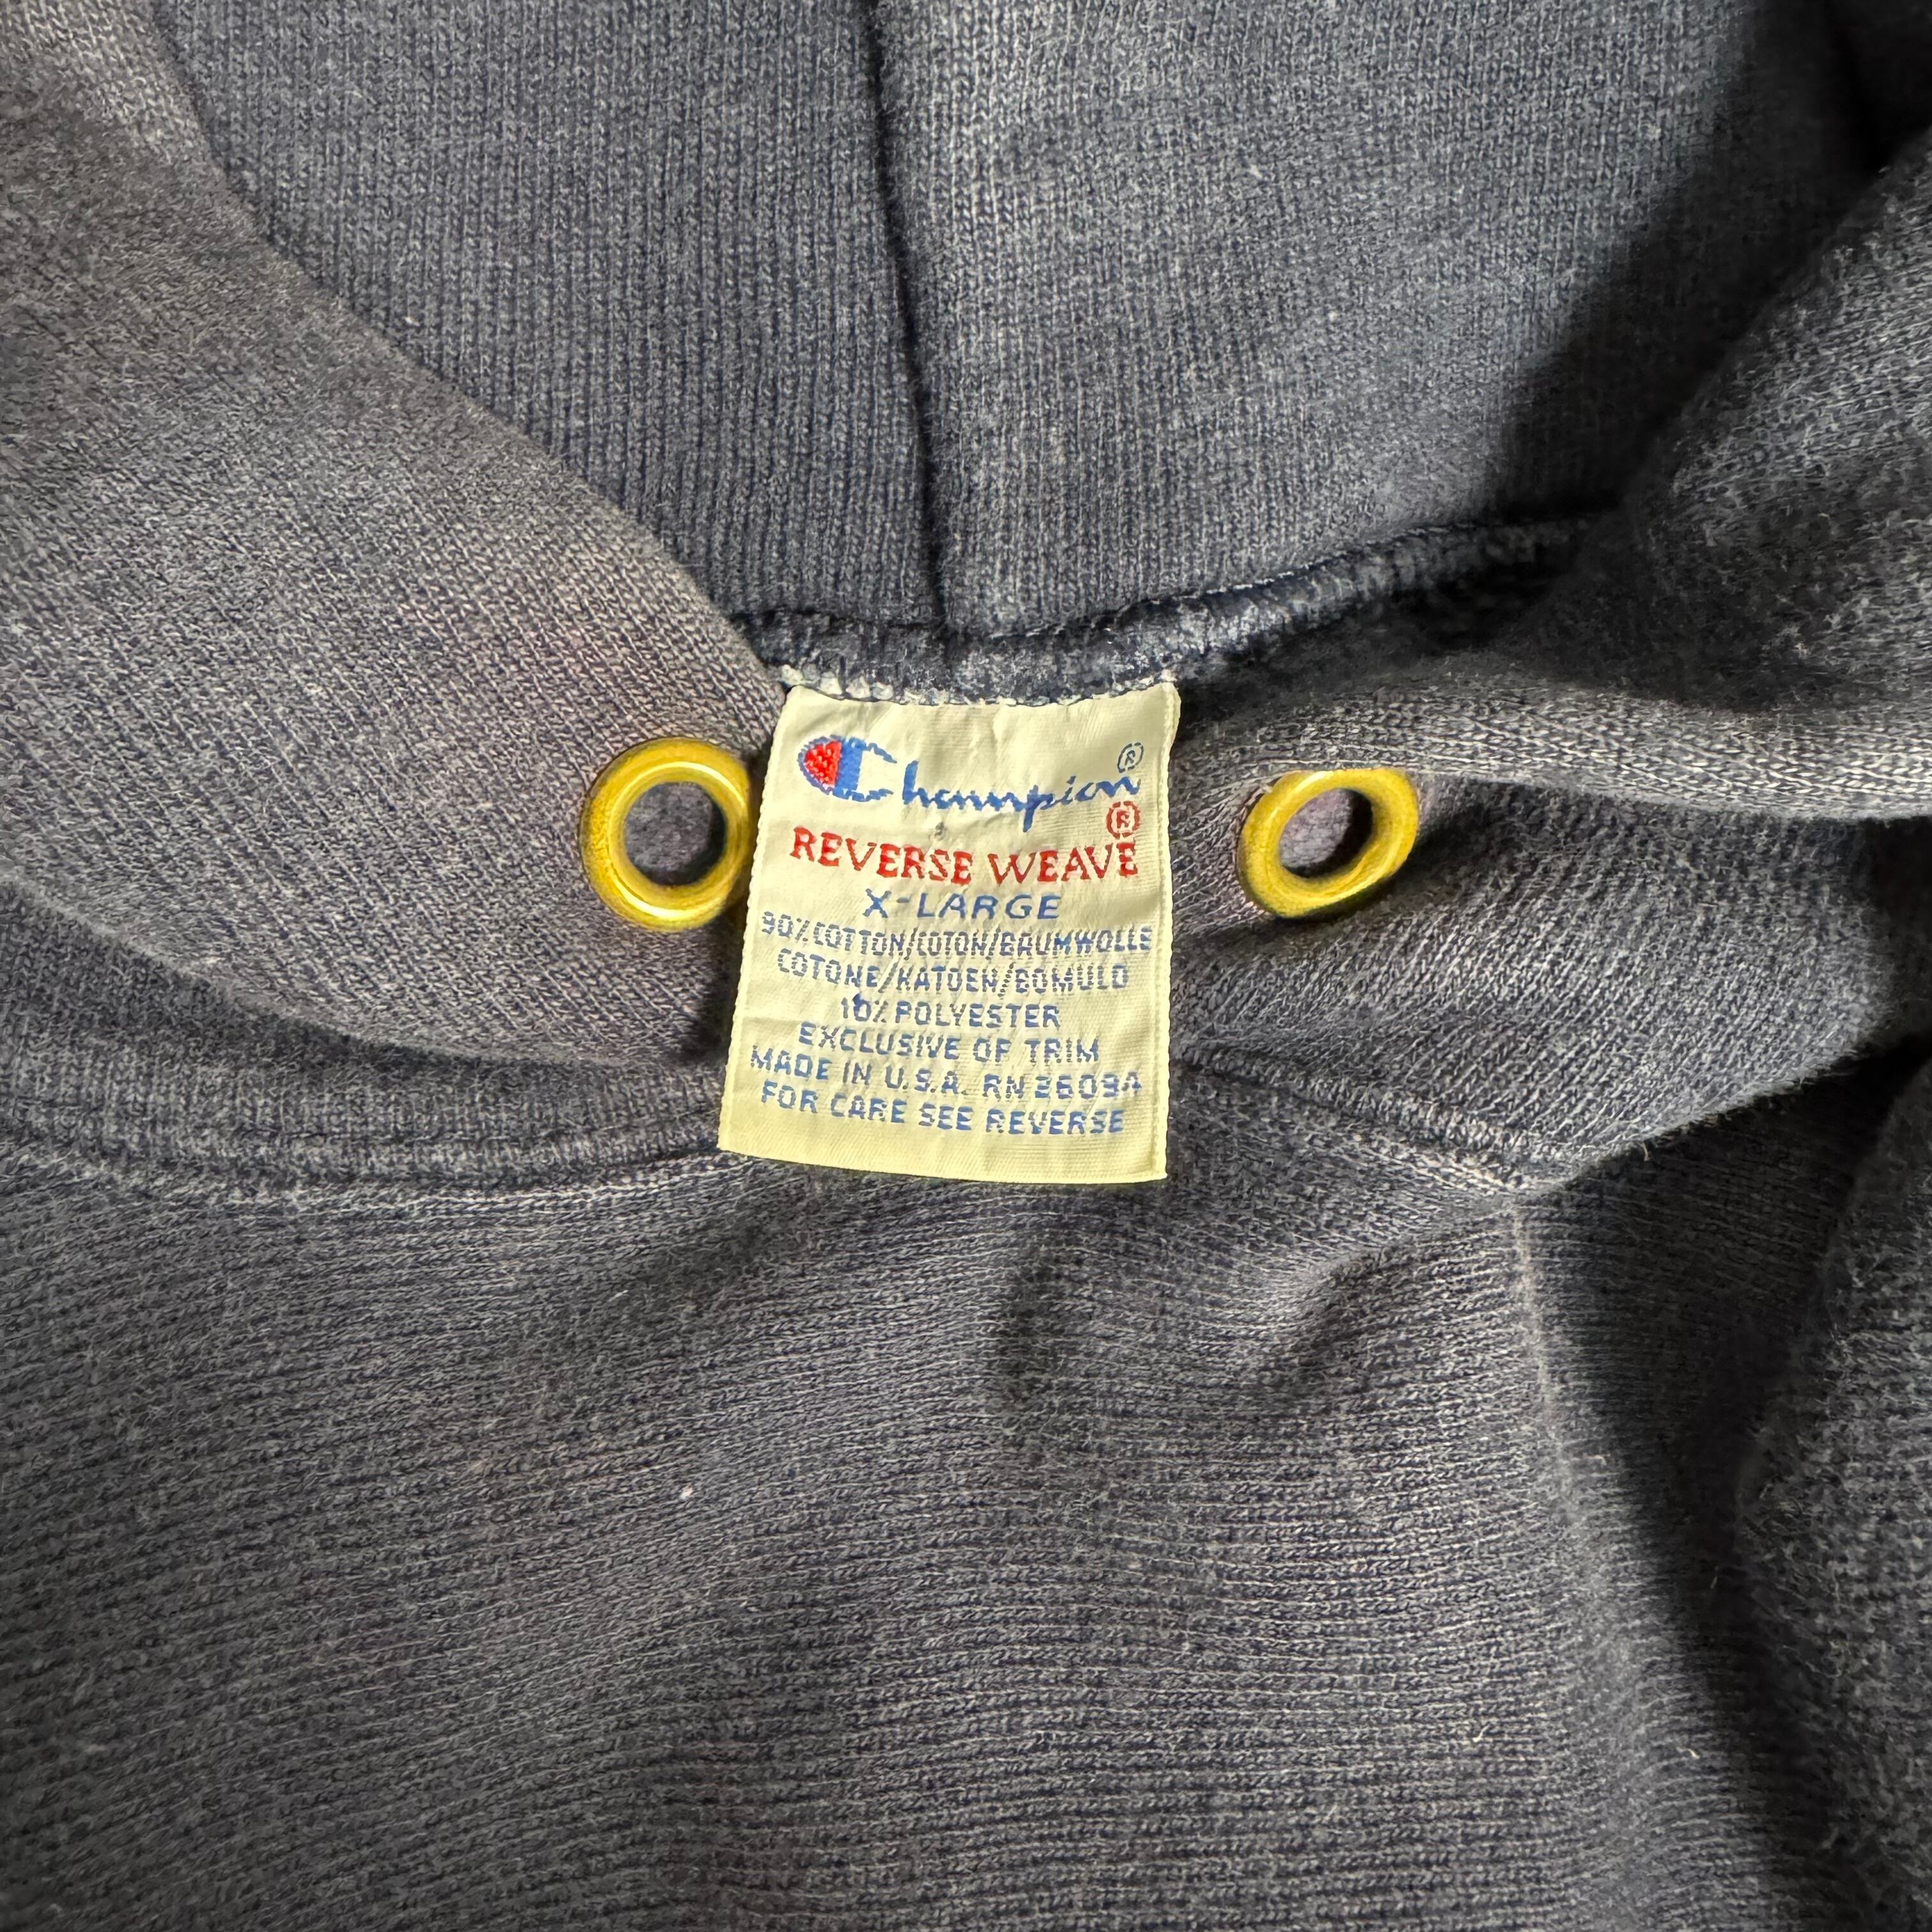 Champion®
REVERSE WEAVE®
X-LARGE
90% COTTON/COTON/BAUMWOLLE
COTONE/KATOEN/BOMULD
10% POLYESTER
EXCLUSIVE OF TRIM
MADE IN U.S.A. RN 26094
FOR CARE SEE REVERSE